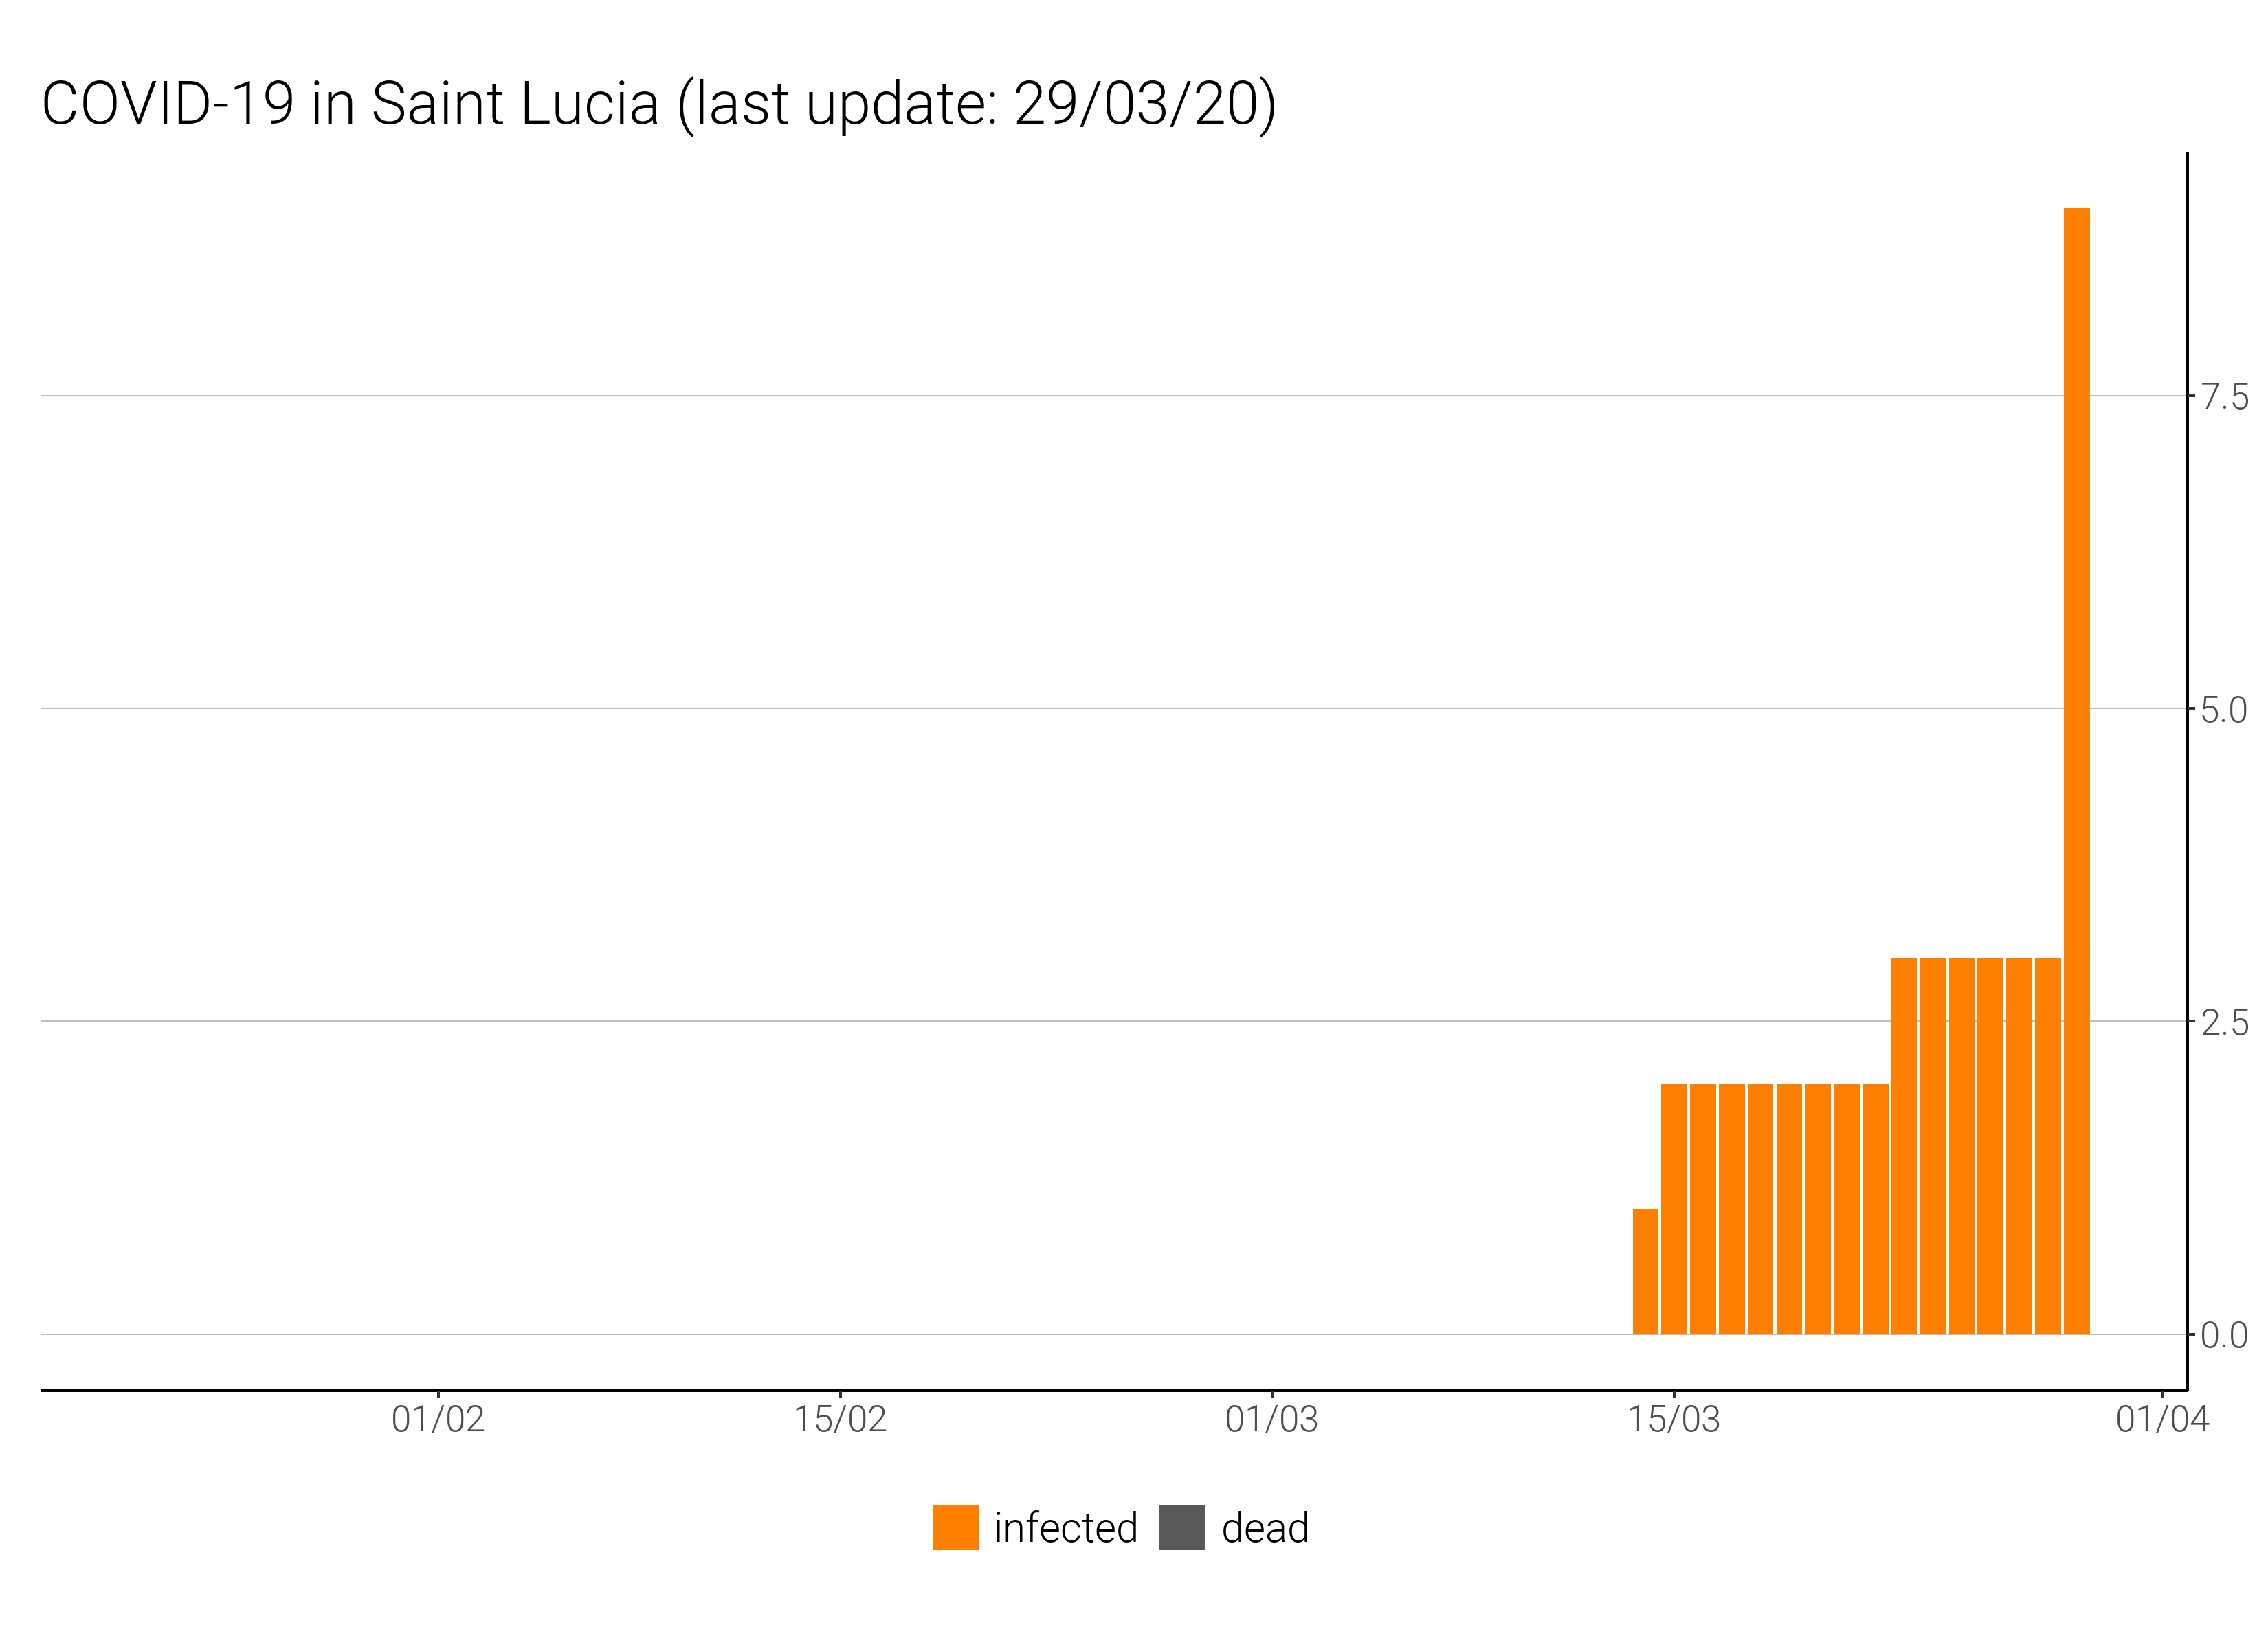 COVID-19 in Saint Lucia (last update: 29/03/20)
7.5
5.0
2.5
0.0
01/02 15/02 01/03 15/03 01/04
infected dead